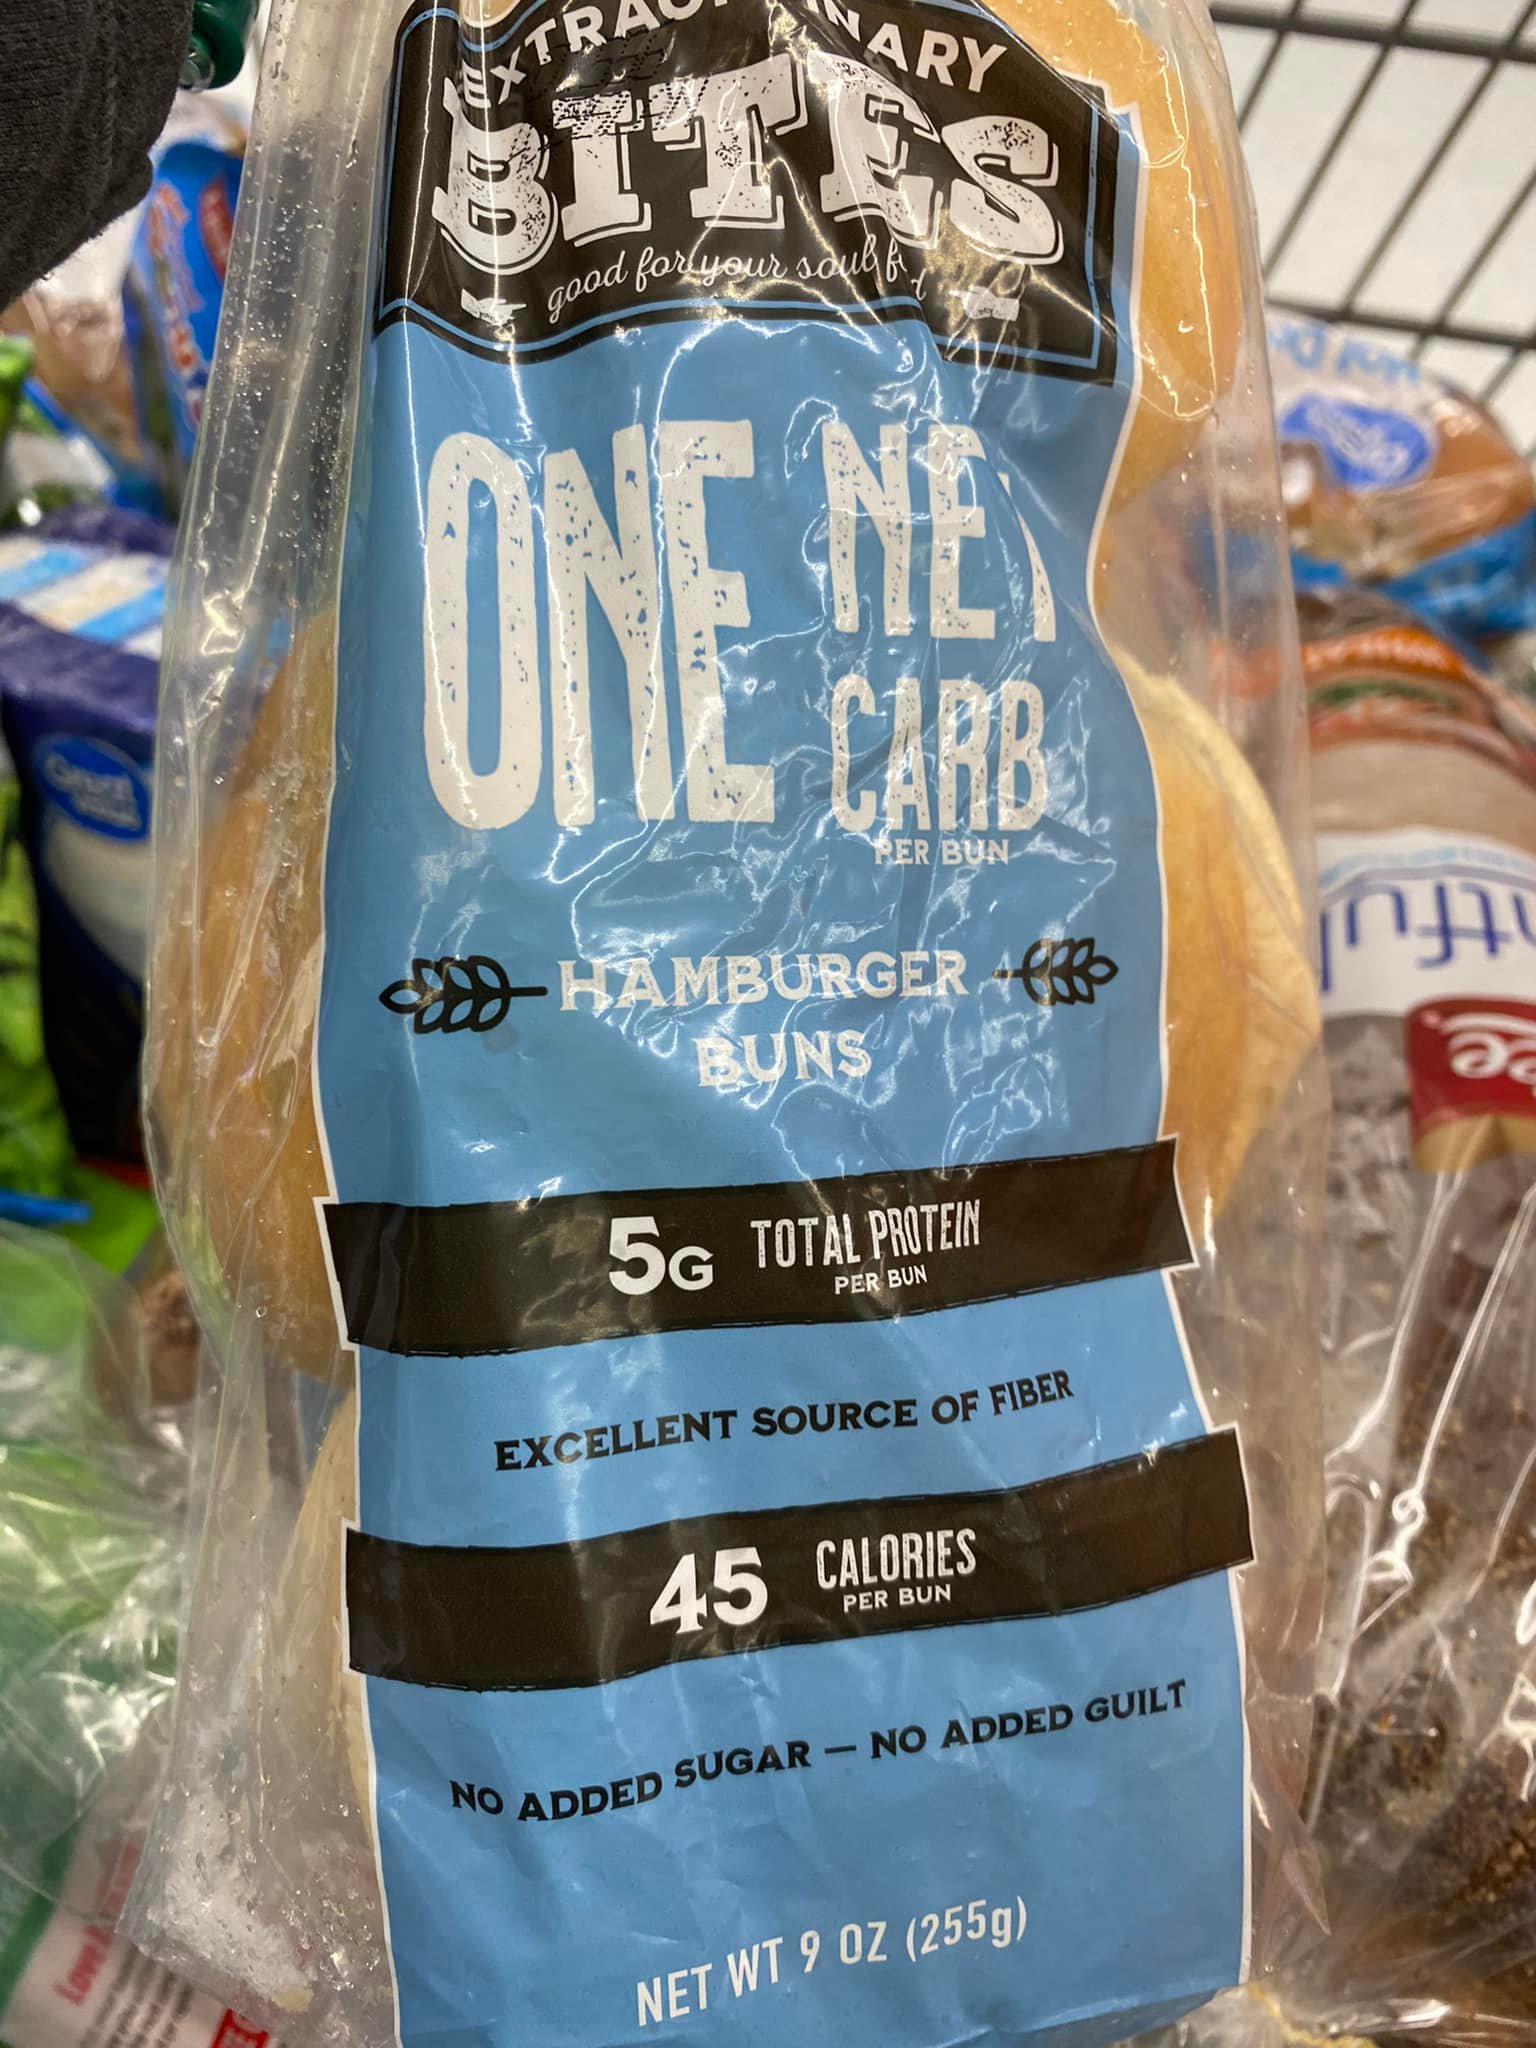 BITES
good for your soul
ONE
CARB
PER BUN
HAMBURGER
BUNS
5G TOTAL PROTEIN
PER BUN
EXCELLENT SOURCE OF FIBER
45 CALORIES
PER BUN
NO ADDED SUGAR — NO ADDED GUILT
NET WT 9 OZ (255g)
Great